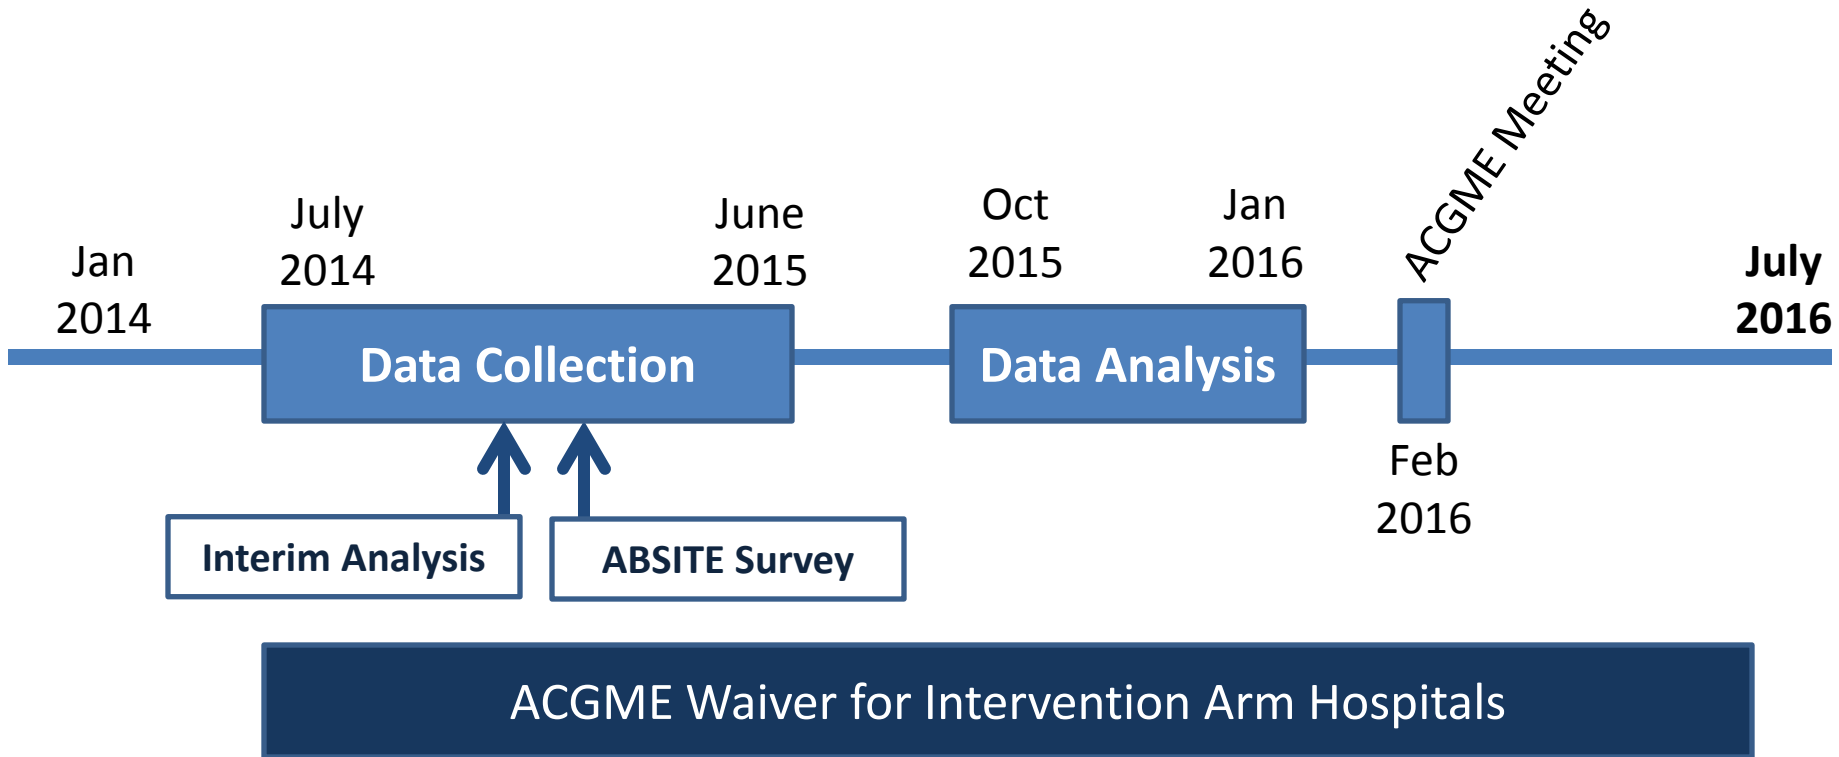 Jan
2014
July
2014
June
2015
Oct
2015
Jan
2016
ACGME Meeting
July
2016
Data Collection
Data Analysis
Feb
2016
Interim Analysis
ABSITE Survey
ACGME Waiver for Intervention Arm Hospitals